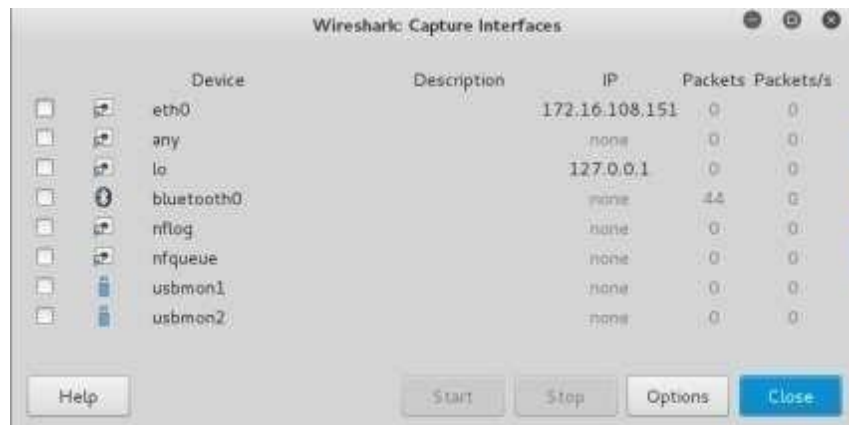 Wireshark: Capture Interfaces
Device Description IP Packets Packets/s
eth0 172.16.108.151 0 0
any none 0 0
lo 127.0.0.1 0 0
bluetooth0 none 44 0
nflog none 0 0
nfqueue none 0 0
usbmon1 none 0 0
usbmon2 none 0 0
Help Start Stop Options Close